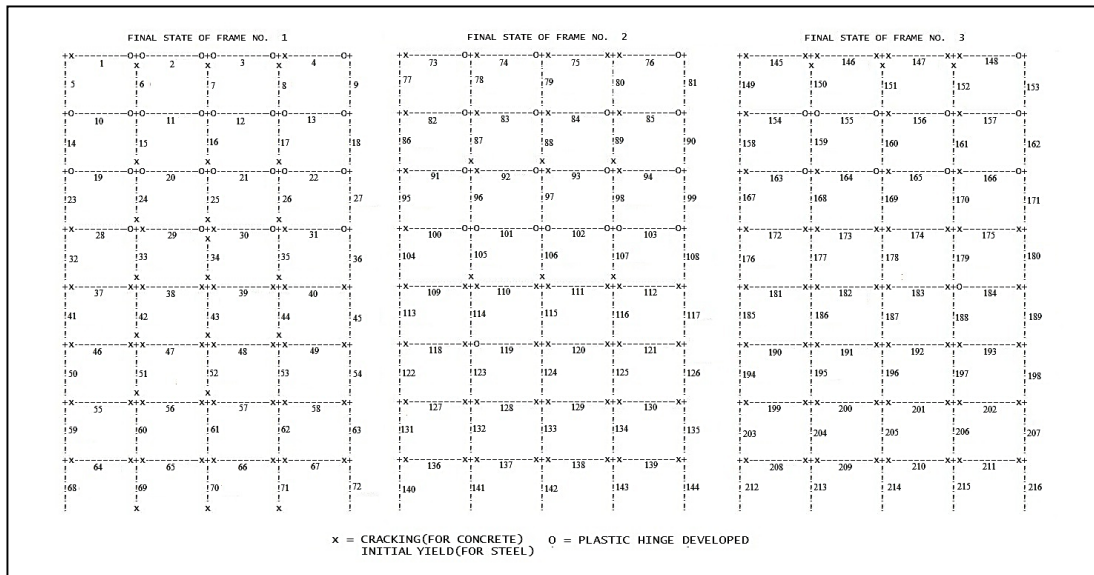 FINAL STATE OF FRAME NO. 1
FINAL STATE OF FRAME NO. 2
FINAL STATE OF FRAME NO. 3
1 2 3 4
73 74 75 76
145 146 147 148
5 6 7 8 9
77 78 79 80 81
149 150 151 152 153
10 11 12 13
82 83 84 85
154 155 156 157
14 15 16 17 18
86 87 88 89 90
158 159 160 161 162
19 20 21 22
91 92 93 94
163 164 165 166
23 24 25 26 27
95 96 97 98 99
167 168 169 170 171
28 29 30 31
100 101 102 103
172 173 174 175
32 33 34 35 36
104 105 106 107 108
176 177 178 179 180
37 38 39 40
109 110 111 112
181 182 183 184
41 42 43 44 45
113 114 115 116 117
185 186 187 188 189
46 47 48 49
118 119 120 121
190 191 192 193
50 51 52 53 54
122 123 124 125 126
194 195 196 197 198
55 56 57 58
127 128 129 130
199 200 201 202
59 60 61 62 63
131 132 133 134 135
203 204 205 206 207
64 65 66 67
136 137 138 139
208 209 210 211
68 69 70 71 72
140 141 142 143 144
212 213 214 215 216
x = CRACKING(FOR CONCRETE) O = PLASTIC HINGE DEVELOPED
INITIAL YIELD(FOR STEEL)